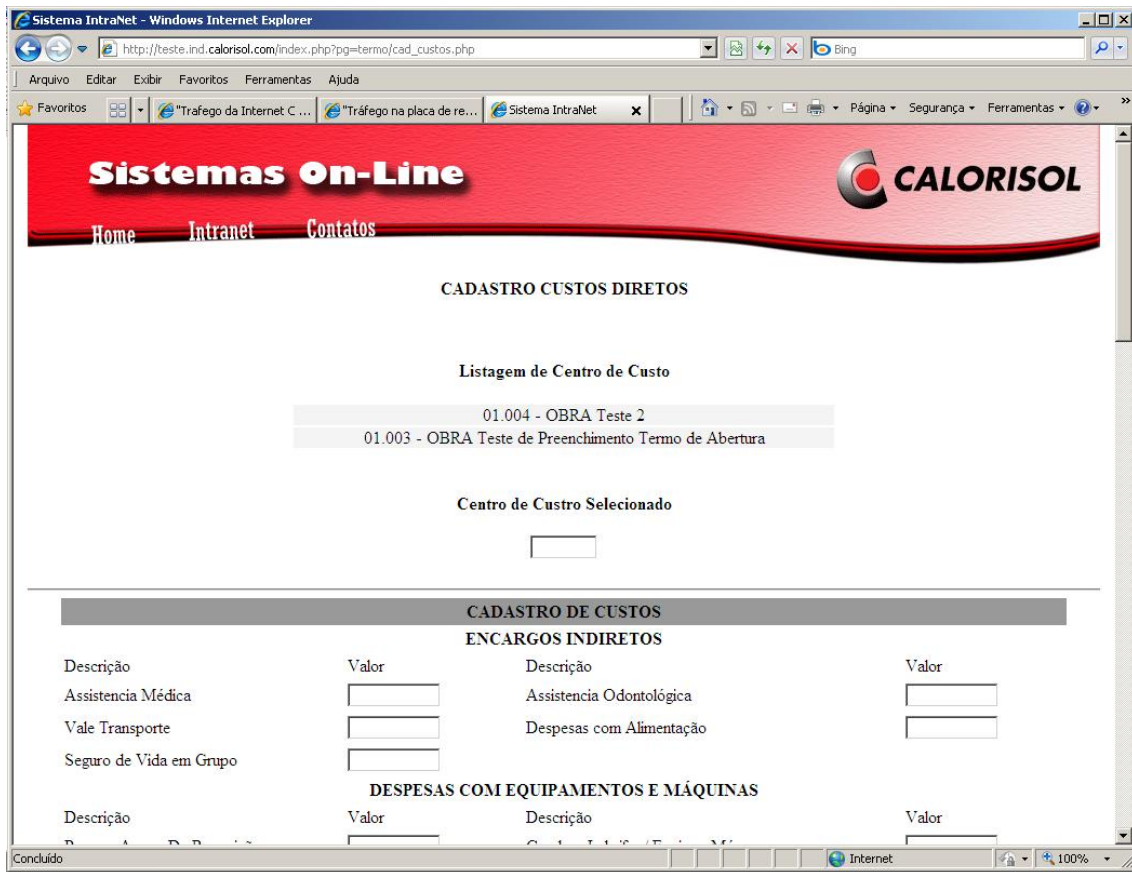 Sistema IntraNet - Windows Internet Explorer
http://teste.ind.calorisol.com/index.php?pg=termo/cad_custos.php
Bing
Arquivo Editar Exibir Favoritos Ferramentas Ajuda
Favoritos "Trafego da Internet C ... "Tráfego na placa de re... Sistema IntraNet Página Segurança Ferramentas
Sistemas On-Line
CALORISOL
Home Intranet Contatos
CADASTRO CUSTOS DIRETOS
Listagem de Centro de Custo
01.004 - OBRA Teste 2
01.003 - OBRA Teste de Preenchimento Termo de Abertura
Centro de Custro Selecionado
CADASTRO DE CUSTOS
ENCARGOS INDIRETOS
Descrição Valor Descrição Valor
Assistencia Médica Assistencia Odontológica
Vale Transporte Despesas com Alimentação
Seguro de Vida em Grupo
DESPESAS COM EQUIPAMENTOS E MÁQUINAS
Descrição Valor Descrição Valor
Concluído Internet 100%